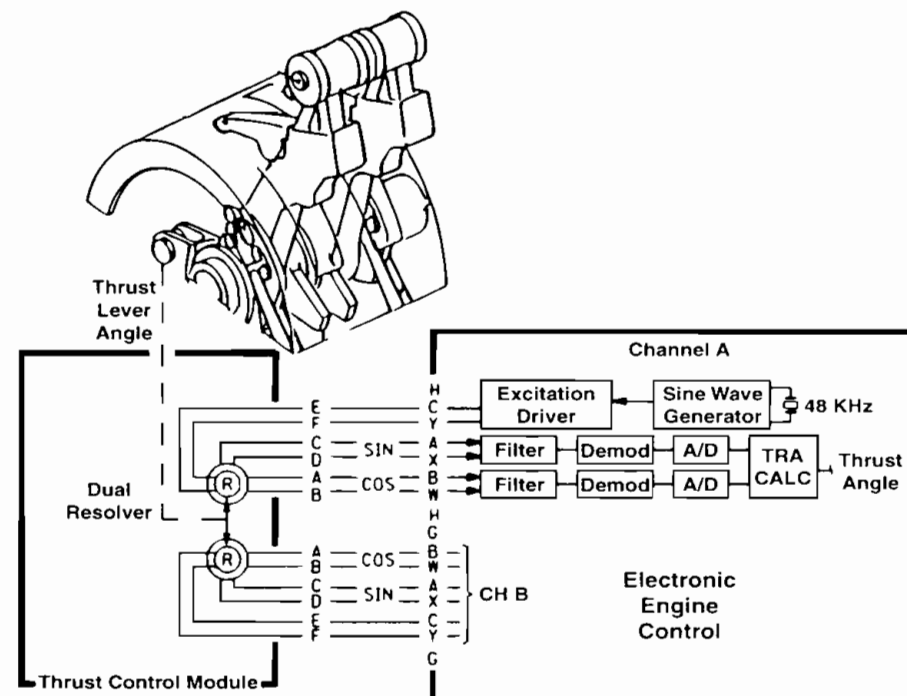 Thrust
Lever
Angle
Channel A
H
E C
F Y
Excitation
Driver
Sine Wave
Generator
48 KHz
C SIN A
D X
Filter Demod A/D
TRA
CALC
Thrust
Angle
A COS B
B W
Filter Demod A/D
R
Dual
Resolver
H
G
R
A COS B
B W
C SIN A
D X
E C
F Y
CH B
G
Electronic
Engine
Control
Thrust Control Module